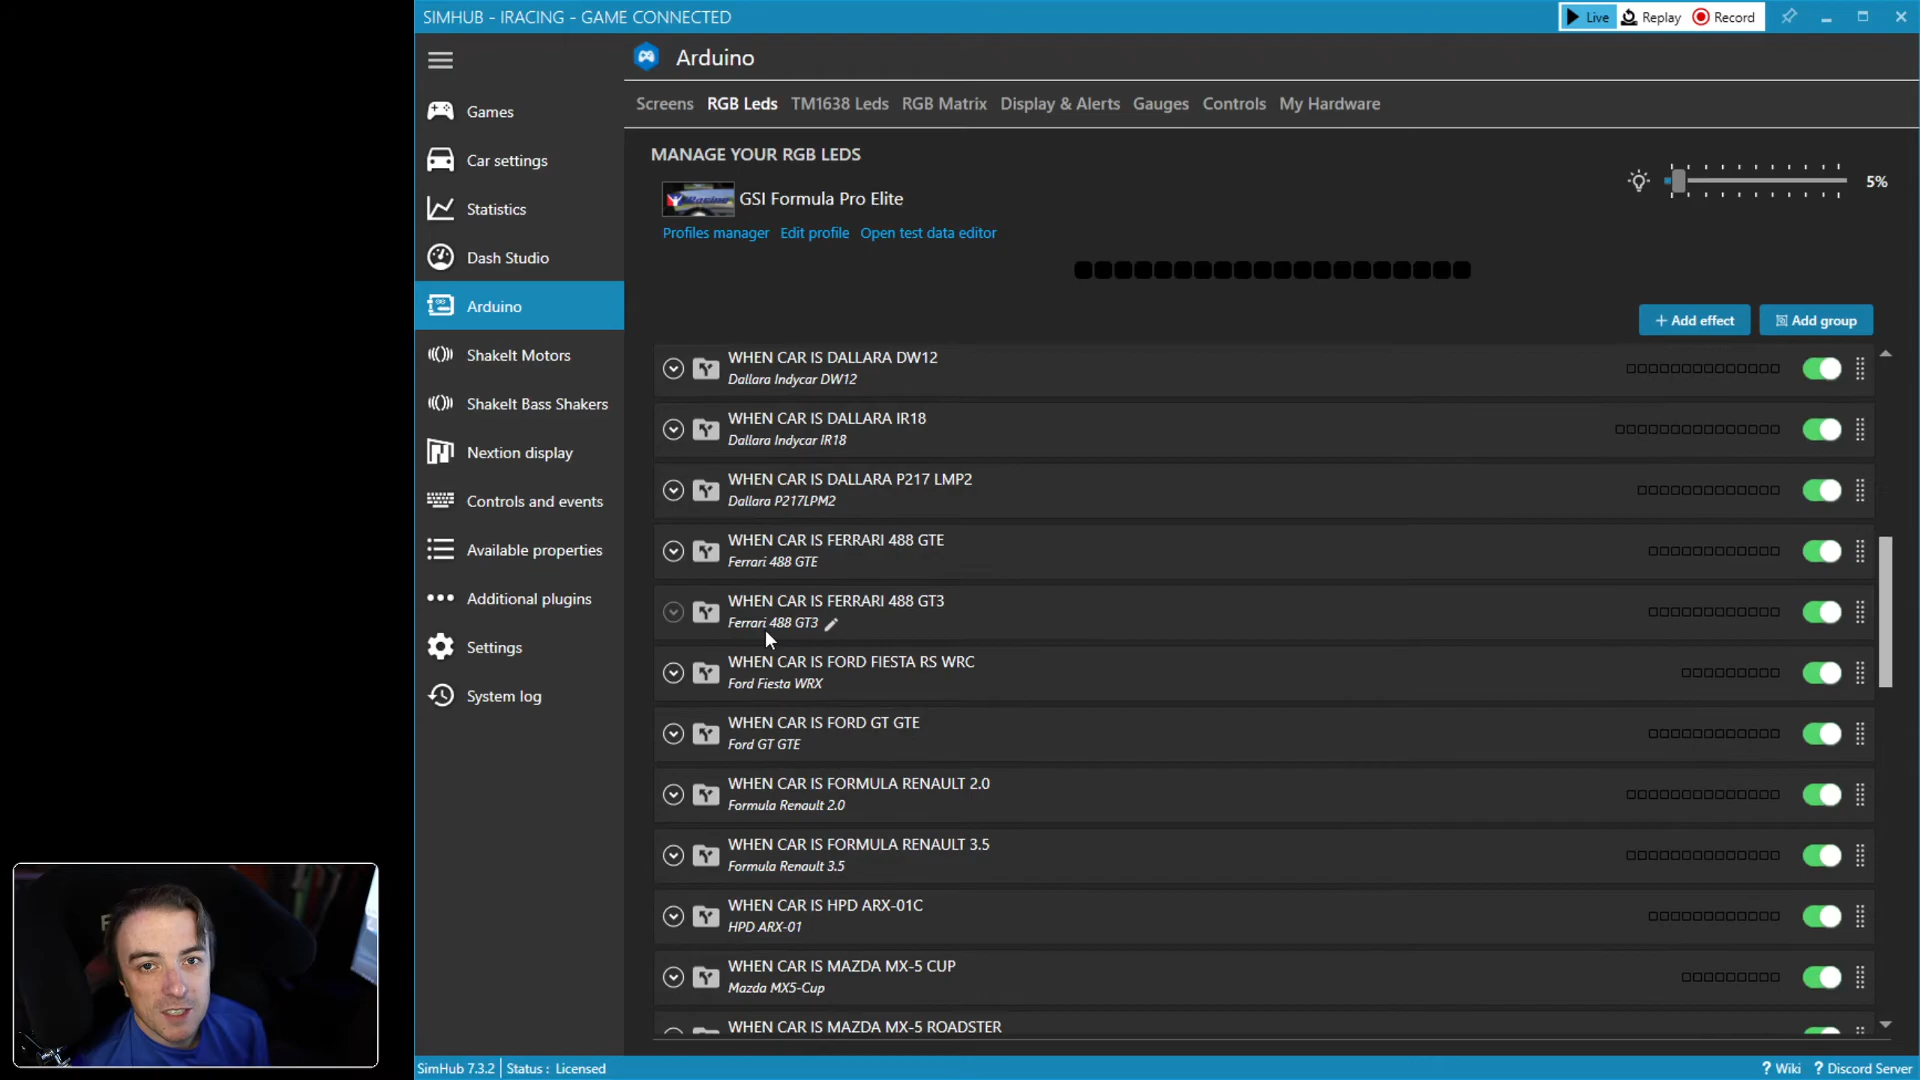 SIMHUB - IRACING - GAME CONNECTED
Live Replay Record
Arduino
Screens RGB Leds TM1638 Leds RGB Matrix Display & Alerts Gauges Controls My Hardware
Games
Car settings
Statistics
Dash Studio
Arduino
ShakeIt Motors
ShakeIt Bass Shakers
Nextion display
Controls and events
Available properties
Additional plugins
Settings
System log
MANAGE YOUR RGB LEDS
GSI Formula Pro Elite
5%
Profiles manager Edit profile Open test data editor
+ Add effect Add group
WHEN CAR IS DALLARA DW12
Dallara Indycar DW12
WHEN CAR IS DALLARA IR18
Dallara Indycar IR18
WHEN CAR IS DALLARA P217 LMP2
Dallara P217LPM2
WHEN CAR IS FERRARI 488 GTE
Ferrari 488 GTE
WHEN CAR IS FERRARI 488 GT3
Ferrari 488 GT3
WHEN CAR IS FORD FIESTA RS WRC
Ford Fiesta WRX
WHEN CAR IS FORD GT GTE
Ford GT GTE
WHEN CAR IS FORMULA RENAULT 2.0
Formula Renault 2.0
WHEN CAR IS FORMULA RENAULT 3.5
Formula Renault 3.5
WHEN CAR IS HPD ARX-01C
HPD ARX-01
WHEN CAR IS MAZDA MX-5 CUP
Mazda MX5-Cup
WHEN CAR IS MAZDA MX-5 ROADSTER
SimHub 7.3.2 | Status : Licensed
? Wiki ? Discord Server